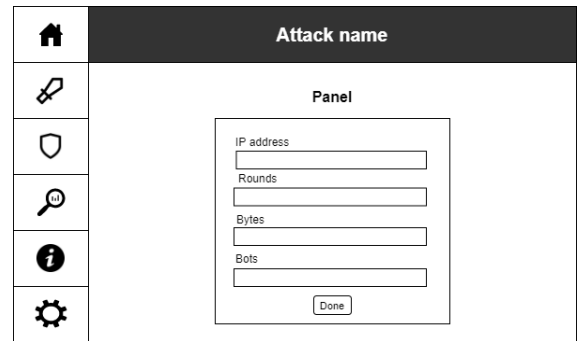 Attack name
Panel
IP address
Rounds
Bytes
Bots
Done